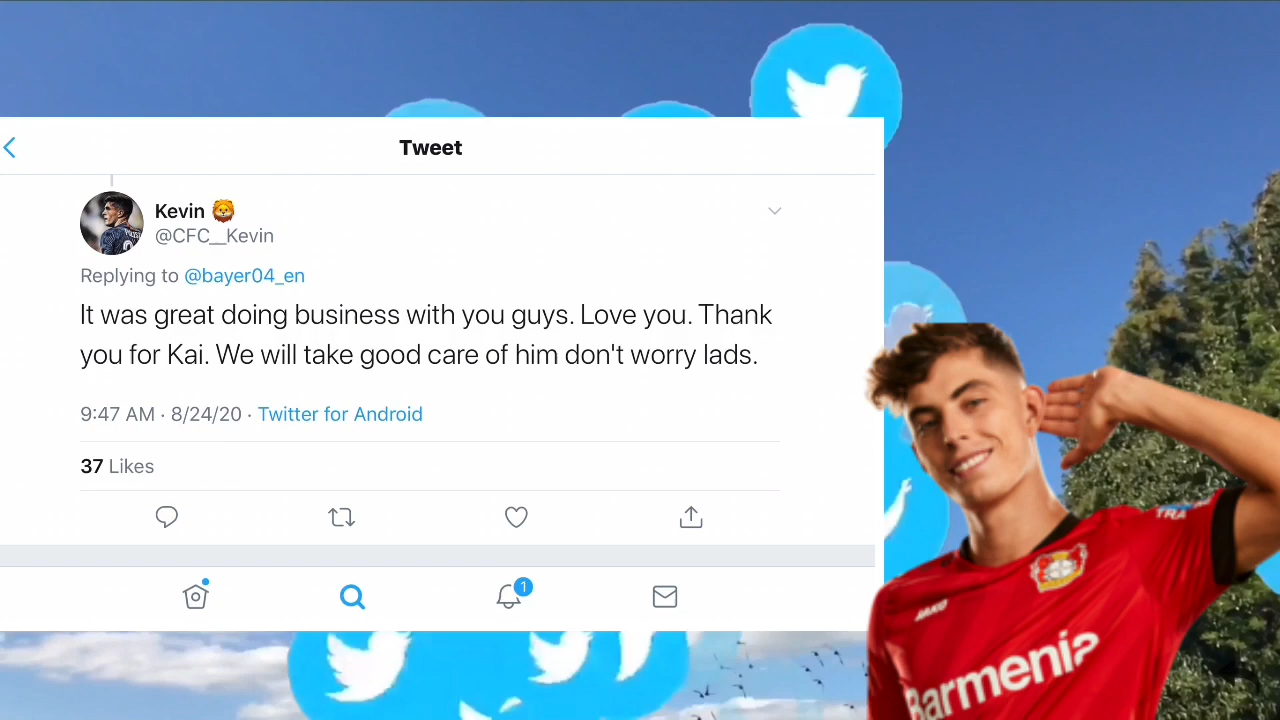 Tweet
Kevin 🦁
@CFC__Kevin
Replying to @bayer04_en
It was great doing business with you guys. Love you. Thank
you for Kai. We will take good care of him don't worry lads.
9:47 AM · 8/24/20 · Twitter for Android
37 Likes
1
TRA
JAKO
Barmenia